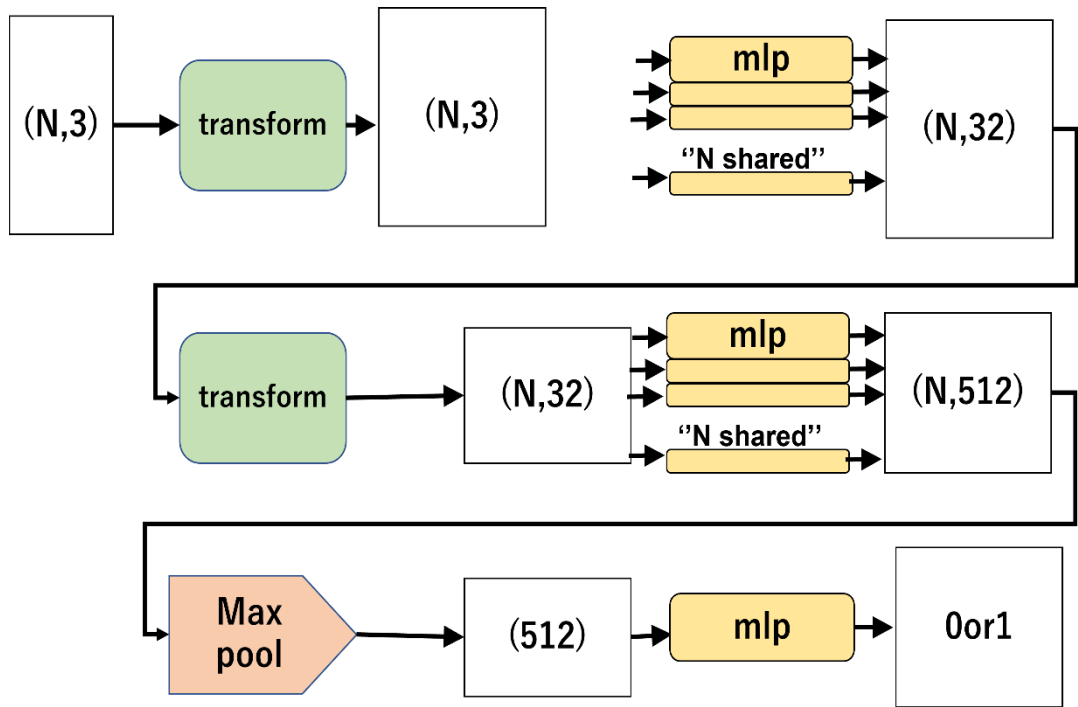 (N,3)
transform
(N,3)
mlp
‘’N shared’’
(N,32)
transform
(N,32)
mlp
‘’N shared’’
(N,512)
Max
pool
(512)
mlp
0or1